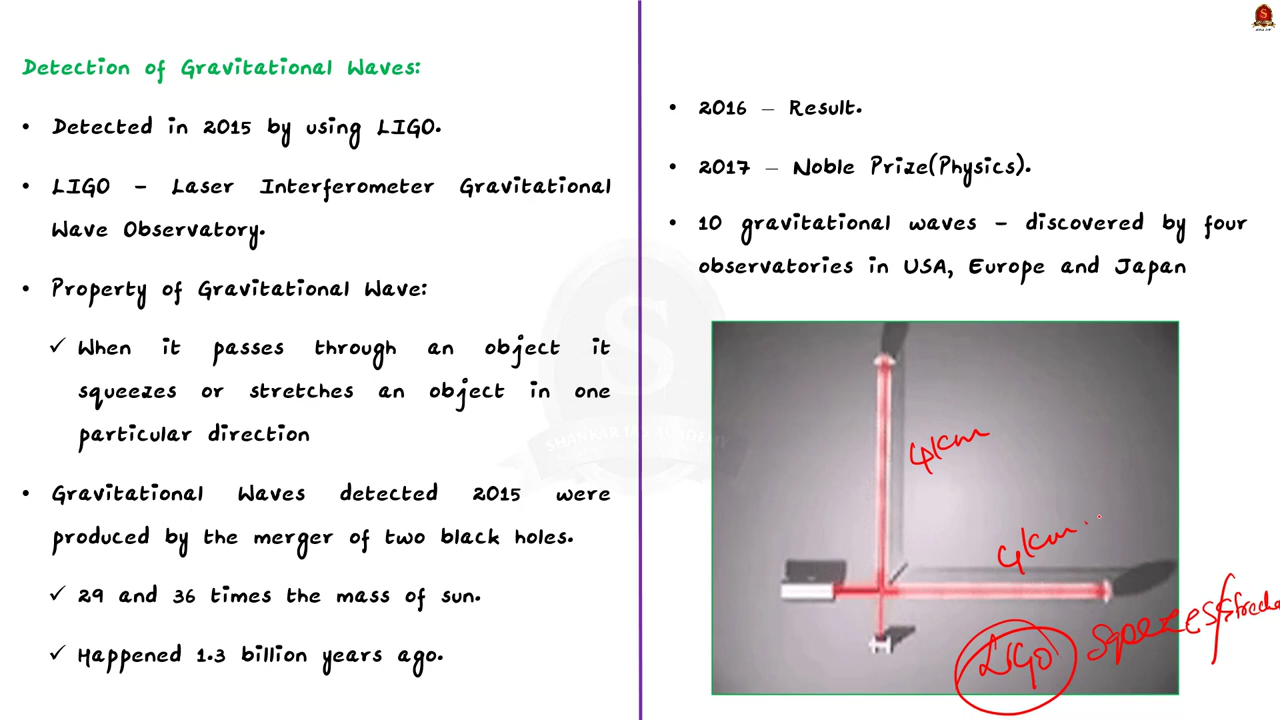 Detection of Gravitational Waves:
• Detected in 2015 by using LIGO.
• LIGO – Laser Interferometer Gravitational
Wave Observatory.
• Property of Gravitational Wave:
✓ When it passes through an object it
squeezes or stretches an object in one
particular direction
• Gravitational Waves detected 2015 were
produced by the merger of two black holes.
✓ 29 and 36 times the mass of sun.
✓ Happened 1.3 billion years ago.
• 2016 – Result.
• 2017 – Noble Prize(Physics).
• 10 gravitational waves – discovered by four
observatories in USA, Europe and Japan
4km
4km
LIGO
SHANKAR IAS ACADEMY
S